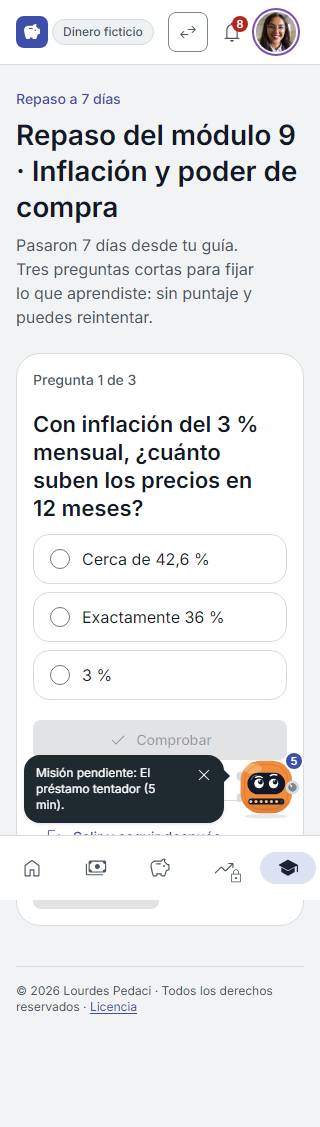 Dinero ficticio
8
Repaso a 7 días
Repaso del módulo 9
· Inflación y poder de
compra
Pasaron 7 días desde tu guía.
Tres preguntas cortas para fijar
lo que aprendiste: sin puntaje y
puedes reintentar.
Pregunta 1 de 3
Con inflación del 3 %
mensual, ¿cuánto
suben los precios en
12 meses?
Cerca de 42,6 %
Exactamente 36 %
3 %
Comprobar
Misión pendiente: El
préstamo tentador (5
min).
5
© 2026 Lourdes Pedaci · Todos los derechos
reservados · Licencia